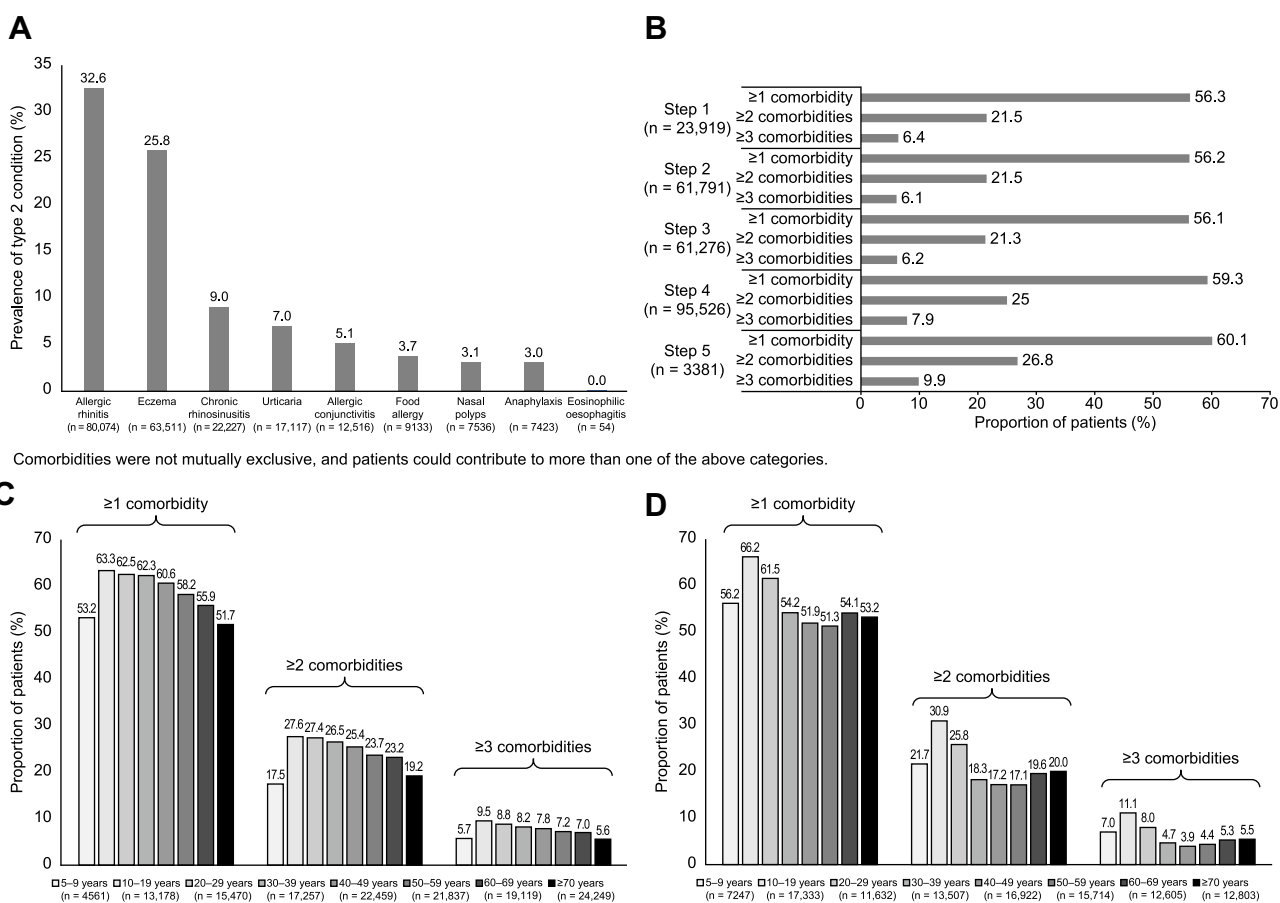 A
Prevalence of type 2 condition (%)
35
30
25
20
15
10
5
0
32.6
25.8
9.0
7.0
5.1
3.7
3.1
3.0
0.0
Allergic
rhinitis
(n = 80,074)
Eczema
(n = 63,511)
Chronic
rhinosinusitis
(n = 22,227)
Urticaria
(n = 17,117)
Allergic
conjunctivitis
(n = 12,516)
Food
allergy
(n = 9133)
Nasal
polyps
(n = 7536)
Anaphylaxis
(n = 7423)
Eosinophilic
oesophagitis
(n = 54)
B
Step 1
(n = 23,919)
≥1 comorbidity 56.3
≥2 comorbidities 21.5
≥3 comorbidities 6.4
Step 2
(n = 61,791)
≥1 comorbidity 56.2
≥2 comorbidities 21.5
≥3 comorbidities 6.1
Step 3
(n = 61,276)
≥1 comorbidity 56.1
≥2 comorbidities 21.3
≥3 comorbidities 6.2
Step 4
(n = 95,526)
≥1 comorbidity 59.3
≥2 comorbidities 25
≥3 comorbidities 7.9
Step 5
(n = 3381)
≥1 comorbidity 60.1
≥2 comorbidities 26.8
≥3 comorbidities 9.9
0 10 20 30 40 50 60 70
Proportion of patients (%)
Comorbidities were not mutually exclusive, and patients could contribute to more than one of the above categories.
C
Proportion of patients (%)
70
60
50
40
30
20
10
0
≥1 comorbidity
53.2 63.3 62.5 62.3 60.6 58.2 55.9 51.7
≥2 comorbidities
17.5 27.6 27.4 26.5 25.4 23.7 23.2 19.2
≥3 comorbidities
5.7 9.5 8.8 8.2 7.8 7.2 7.0 5.6
5–9 years 10–19 years 20–29 years 30–39 years 40–49 years 50–59 years 60–69 years ≥70 years
(n = 4561) (n = 13,178) (n = 15,470) (n = 17,257) (n = 22,459) (n = 21,837) (n = 19,119) (n = 24,249)
D
Proportion of patients (%)
70
60
50
40
30
20
10
0
≥1 comorbidity
56.2 66.2 61.5 54.2 51.9 51.3 54.1 53.2
≥2 comorbidities
21.7 30.9 25.8 18.3 17.2 17.1 19.6 20.0
≥3 comorbidities
7.0 11.1 8.0 4.7 3.9 4.4 5.3 5.5
5–9 years 10–19 years 20–29 years 30–39 years 40–49 years 50–59 years 60–69 years ≥70 years
(n = 7247) (n = 17,333) (n = 11,632) (n = 13,507) (n = 16,922) (n = 15,714) (n = 12,605) (n = 12,803)